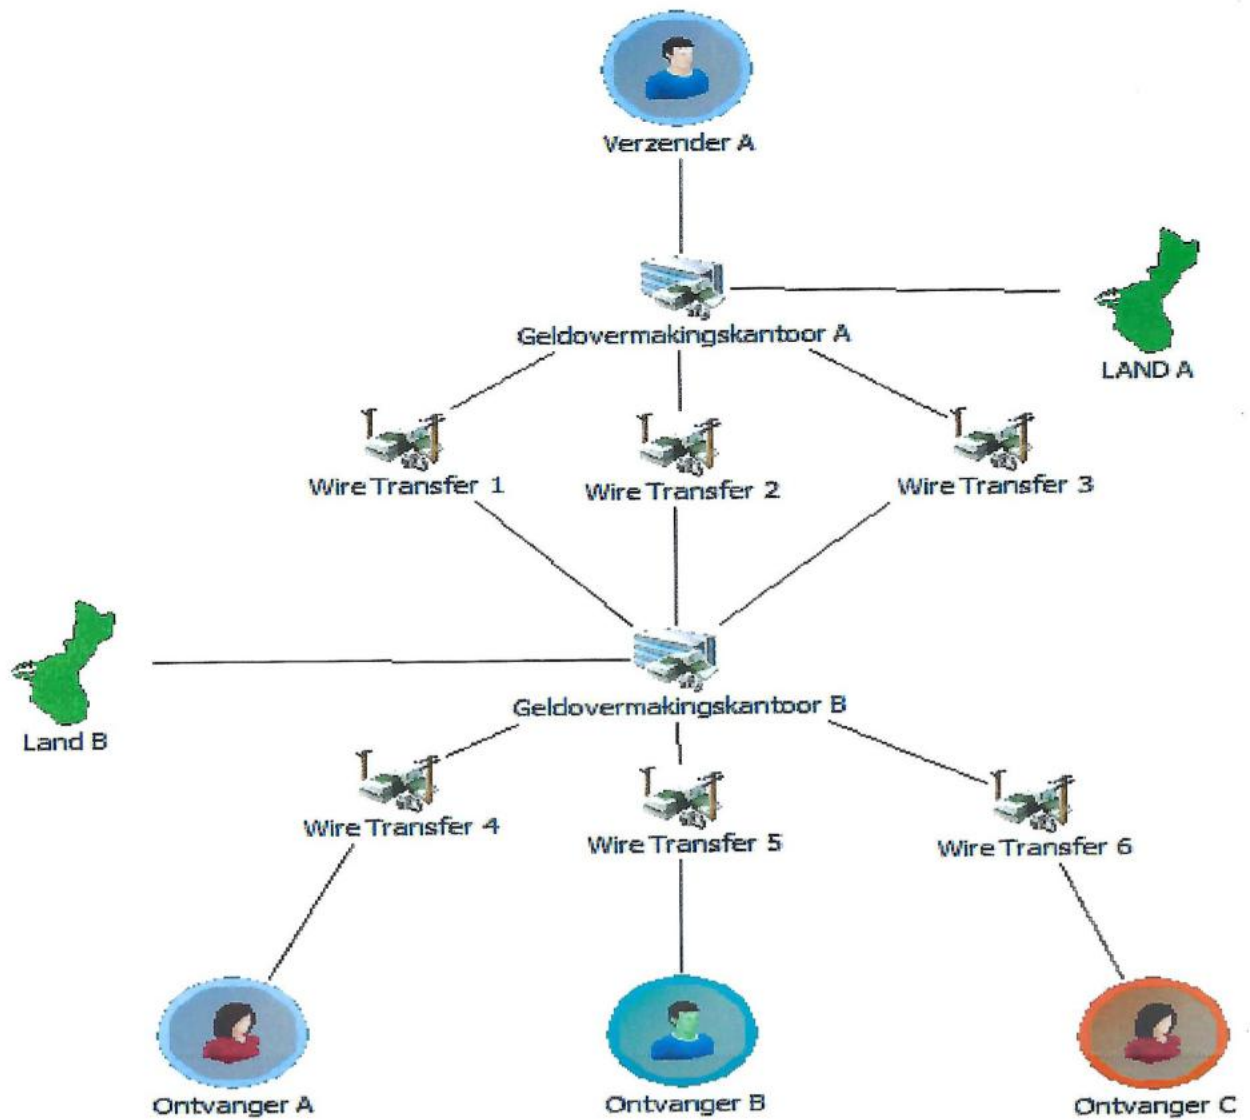 Verzender A
Geldovermakingskantoor A
LAND A
Wire Transfer 1
Wire Transfer 2
Wire Transfer 3
Geldovermakingskantoor B
Land B
Wire Transfer 4
Wire Transfer 5
Wire Transfer 6
Ontvanger A
Ontvanger B
Ontvanger C